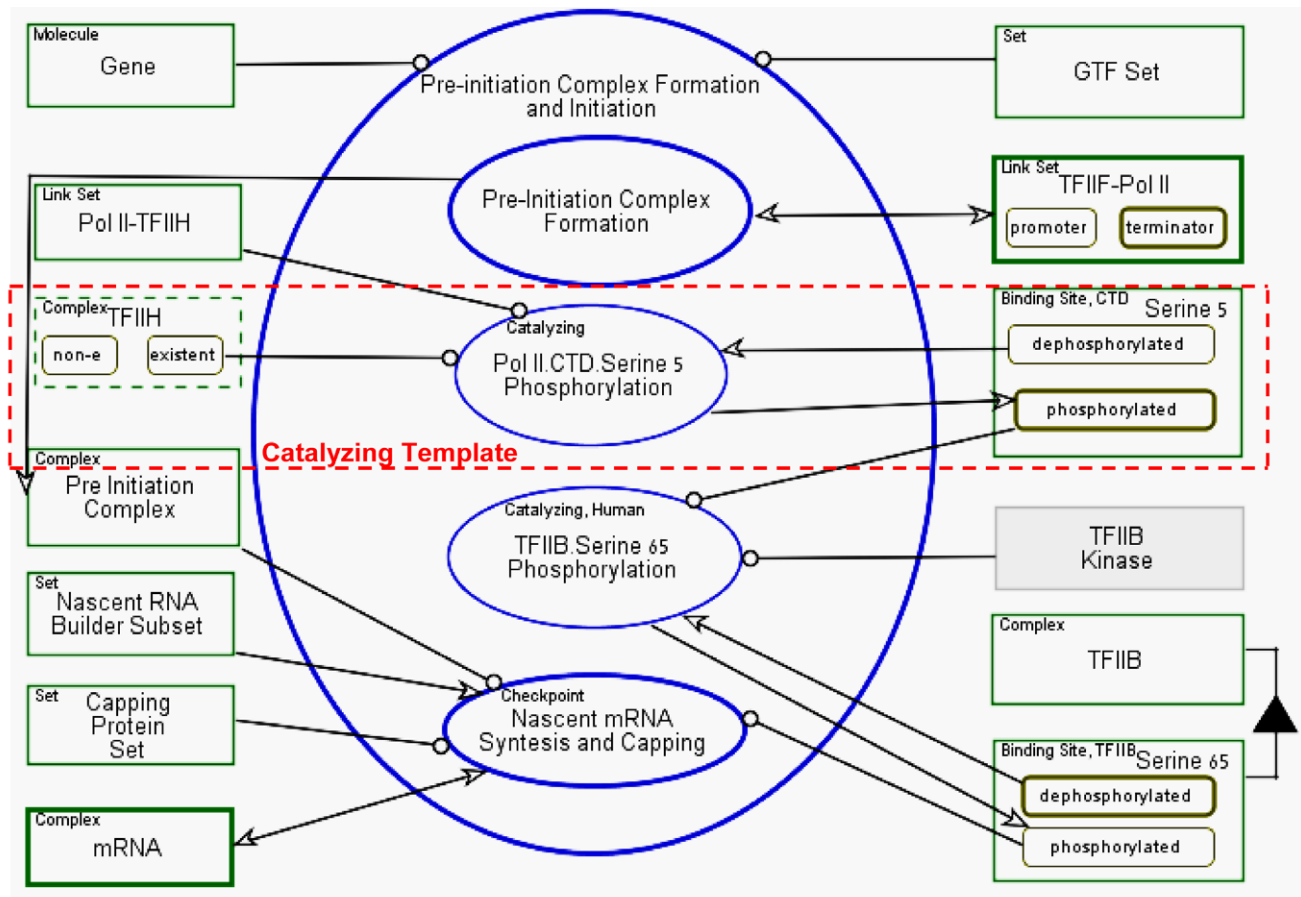 Molecule
Gene
Pre-initiation Complex Formation
and Initiation
Set
GTF Set
Link Set
Pol II-TFIIH
Pre-Initiation Complex
Formation
Link Set
TFIIF-Pol II
promoter
terminator
Complex
TFIIH
non-e
existent
Catalyzing
Pol II.CTD.Serine 5
Phosphorylation
Binding Site, CTD
Serine 5
dephosphorylated
phosphorylated
Catalyzing Template
Complex
Pre Initiation
Complex
Catalyzing, Human
TFIIB.Serine 65
Phosphorylation
TFIIB
Kinase
Set
Nascent RNA
Builder Subset
Complex
TFIIB
Set
Capping
Protein
Set
Checkpoint
Nascent mRNA
Syntesis and Capping
Binding Site, TFIIB
Serine 65
dephosphorylated
phosphorylated
Complex
mRNA